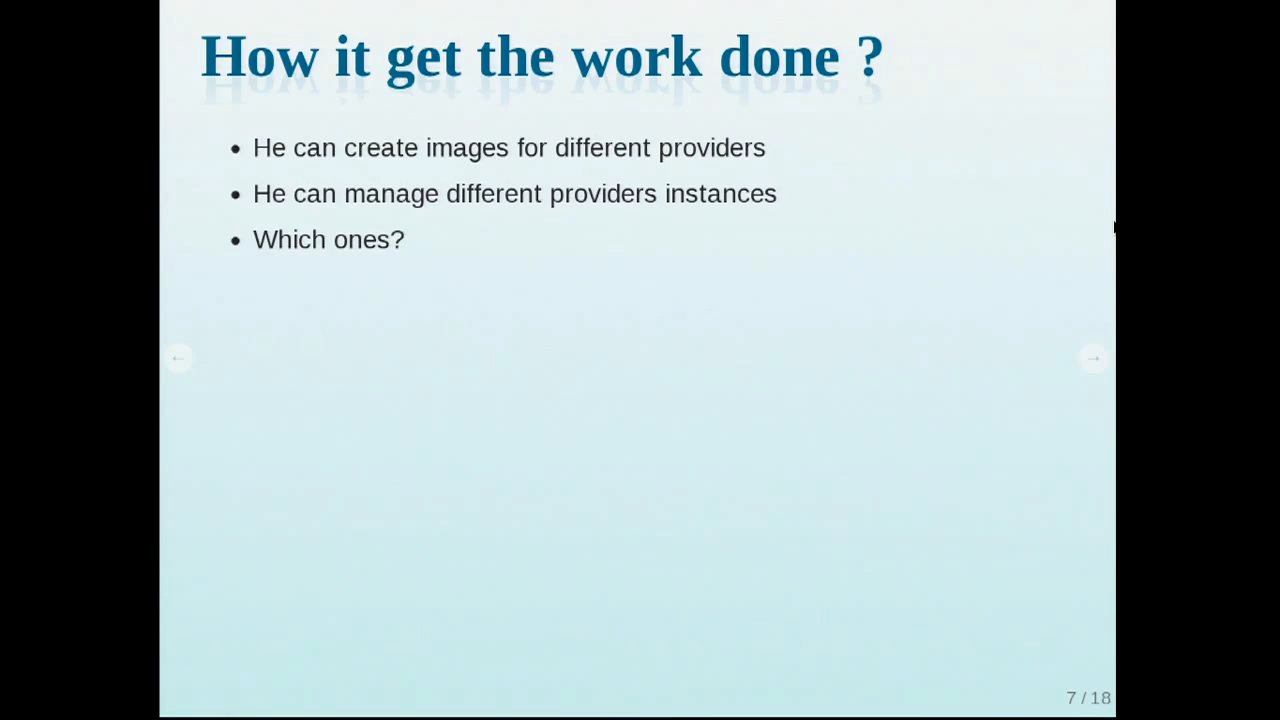 How it get the work done ?
• He can create images for different providers
• He can manage different providers instances
• Which ones?
←
→
7 / 18